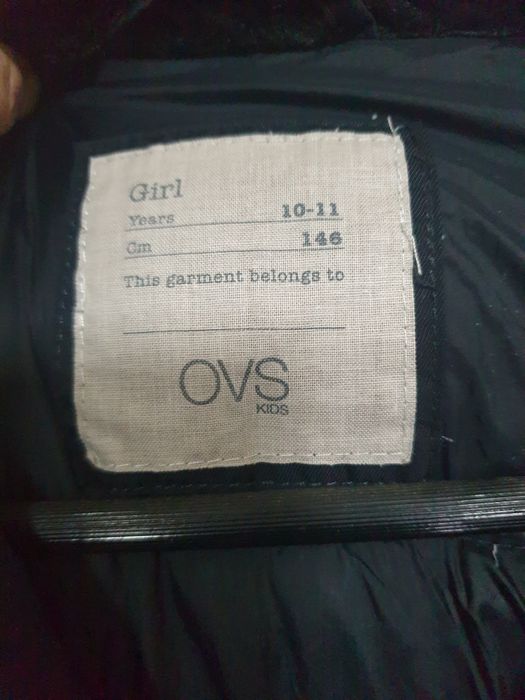 Girl
Years 10-11
Cm 146
This garment belongs to
OVS
KIDS